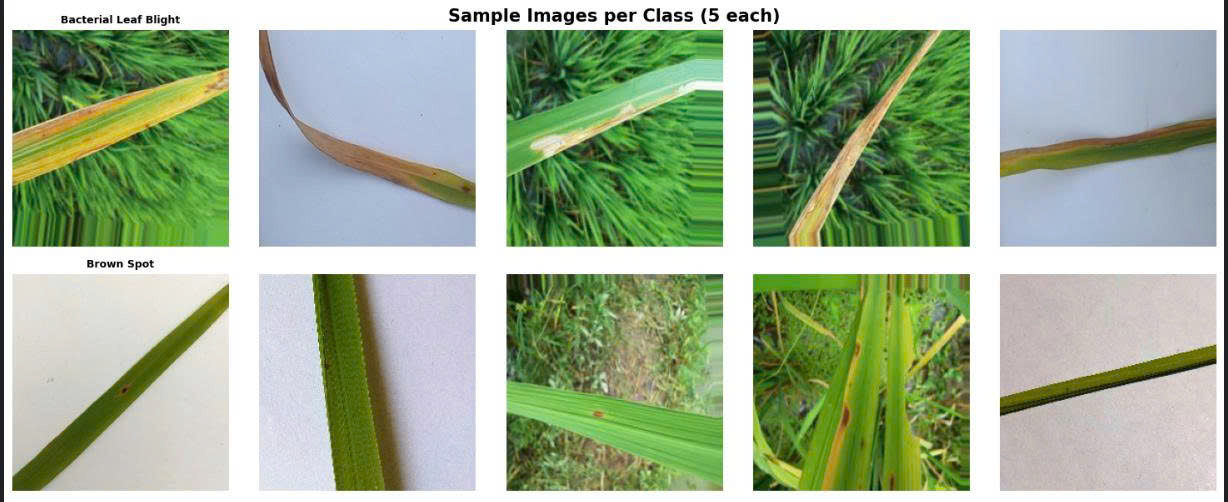 Sample Images per Class (5 each)
Bacterial Leaf Blight
Brown Spot